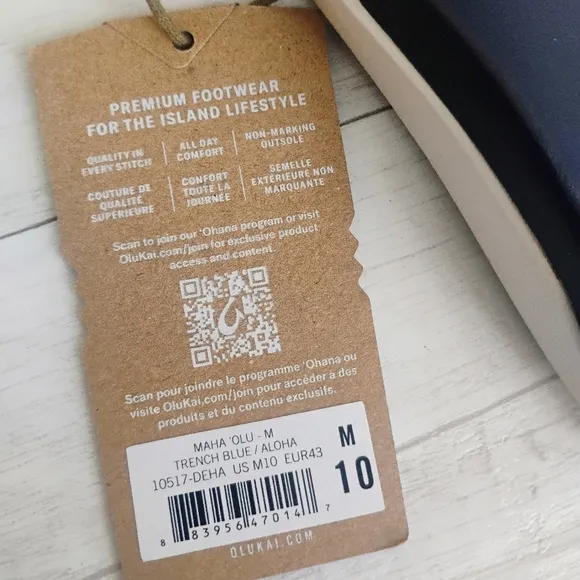 PREMIUM FOOTWEAR
FOR THE ISLAND LIFESTYLE
QUALITY IN
EVERY STITCH
ALL DAY
COMFORT
NON-MARKING
OUTSOLE
COUTURE DE
QUALITÉ
SUPÉRIEURE
CONFORT
TOUTE LA
JOURNÉE
SEMELLE
EXTÉRIEURE NON
MARQUANTE
Scan to join our ʻOhana program or visit
OluKai.com/join for exclusive product
access and content.
Scan pour joindre le programme ʻOhana ou
visite OluKai.com/join pour accéder à des
produits et du contenu exclusifs.
MAHA ʻOLU - M
TRENCH BLUE / ALOHA
10517-DEHA US M10 EUR43
M
10
8 83956 47014 7
OLUKAI.COM